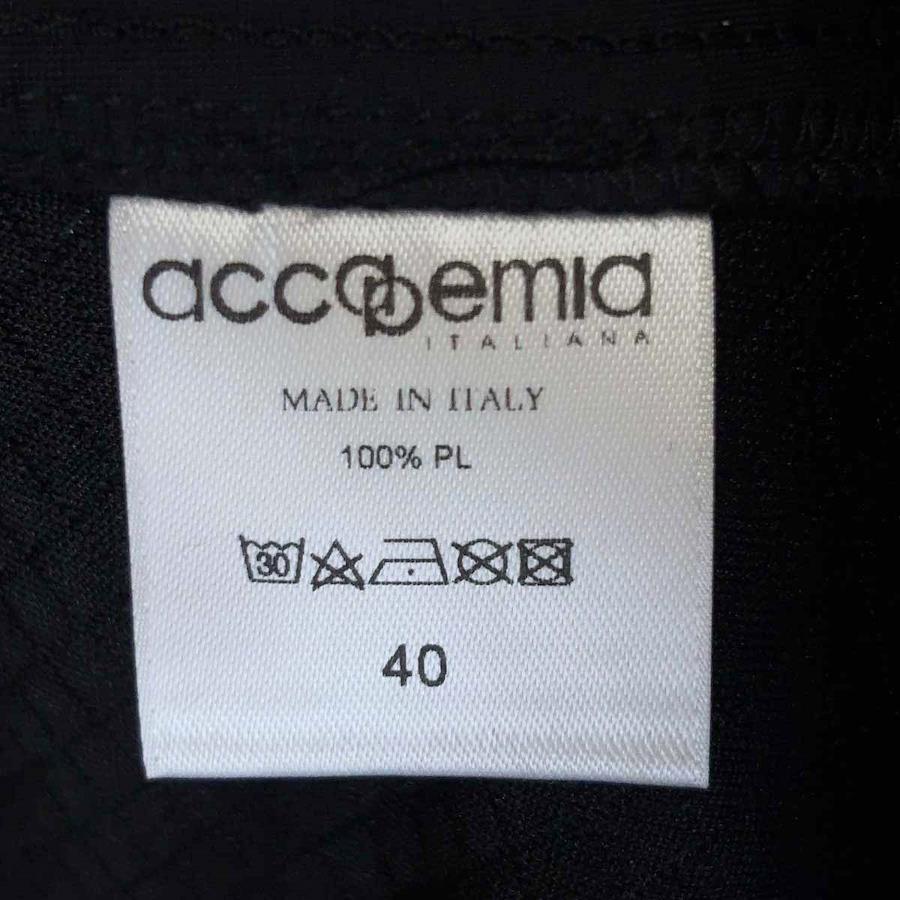 accademia
ITALIANA
MADE IN ITALY
100% PL
30
40